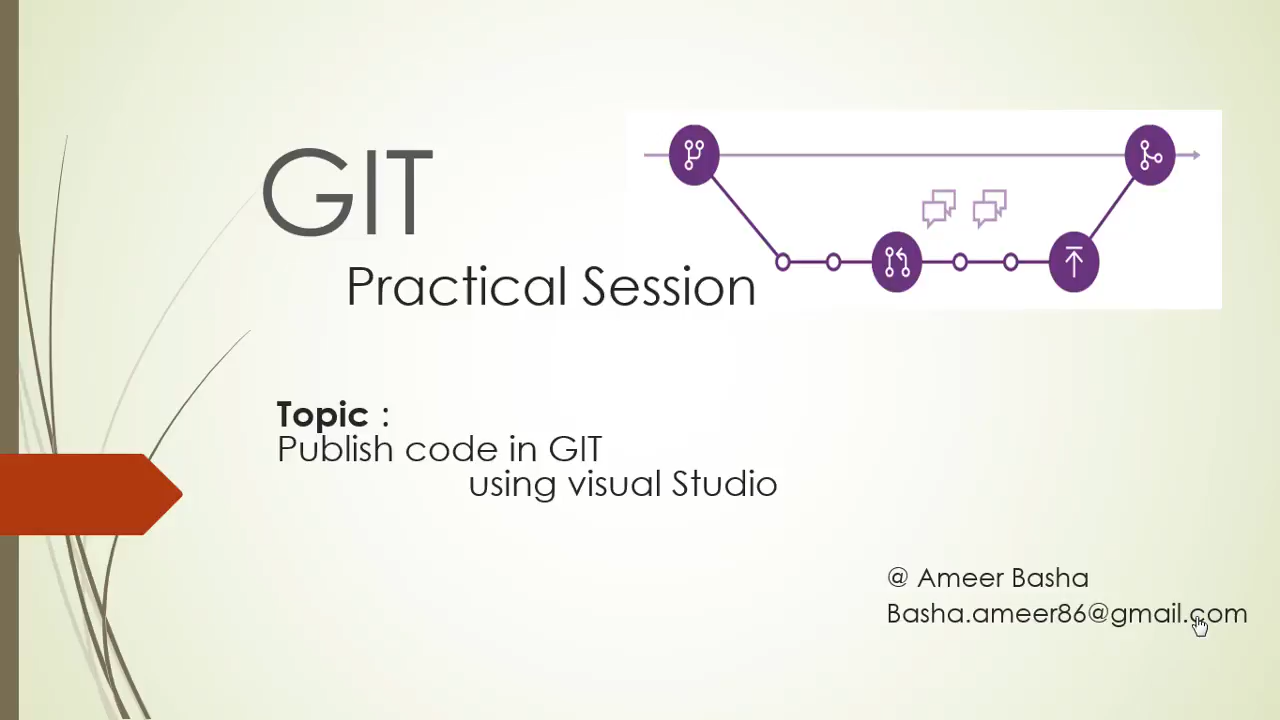 GIT
Practical Session
Topic :
Publish code in GIT
using visual Studio
@ Ameer Basha
Basha.ameer86@gmail.com